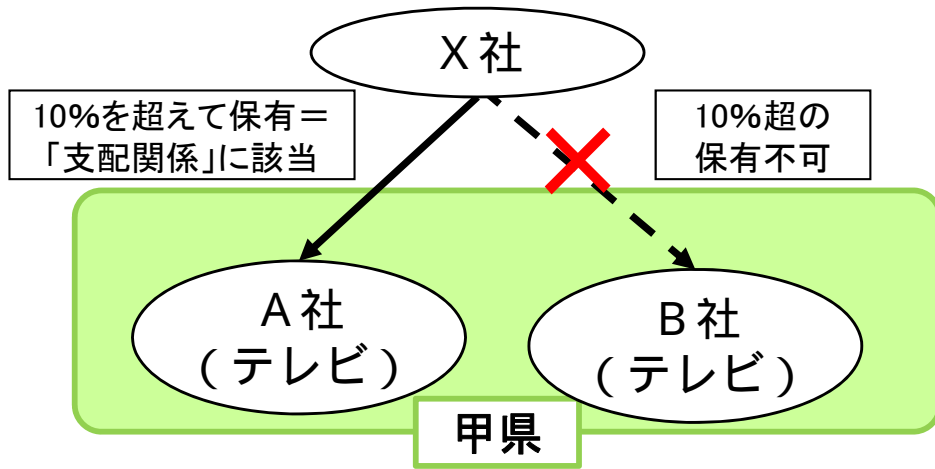 X社
10%を超えて保有＝
「支配関係」に該当
10%超の
保有不可
A社
(テレビ)
B社
(テレビ)
甲県